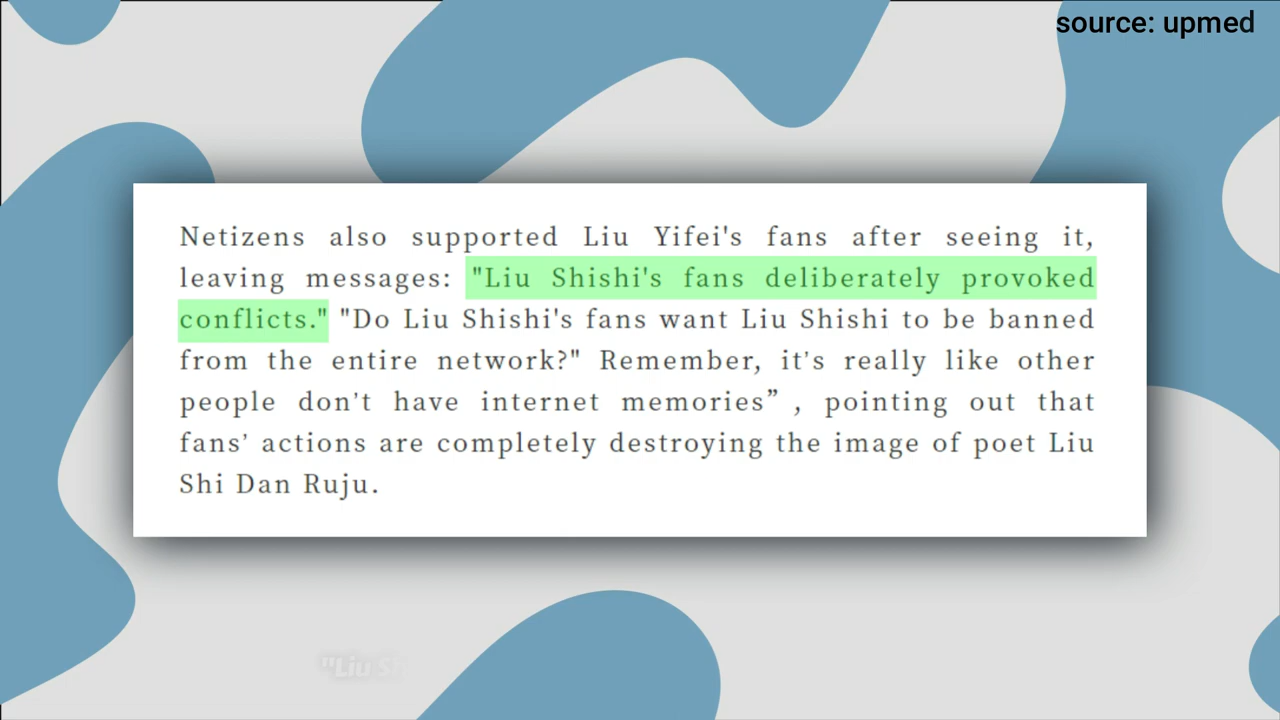 source: upmed
Netizens also supported Liu Yifei's fans after seeing it,
leaving messages: "Liu Shishi's fans deliberately provoked
conflicts." "Do Liu Shishi's fans want Liu Shishi to be banned
from the entire network?" Remember, it’s really like other
people don’t have internet memories” , pointing out that
fans’ actions are completely destroying the image of poet Liu
Shi Dan Ruju.
"Liu S